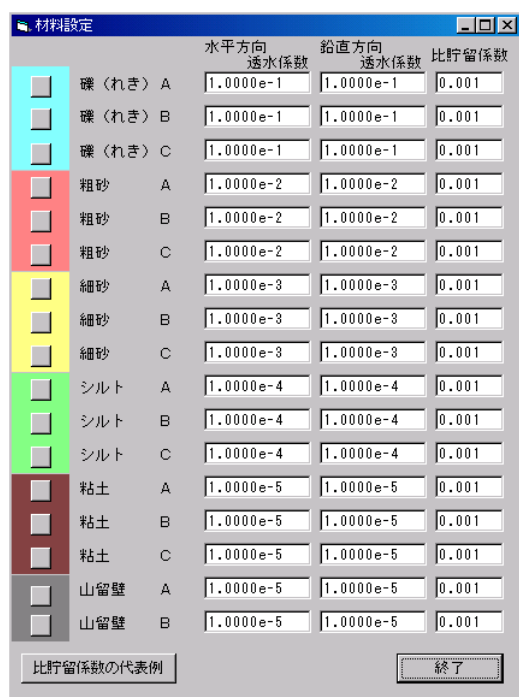 材料設定
水平方向 透水係数 鉛直方向 透水係数 比貯留係数
礫（れき） A 1.0000e-1 1.0000e-1 0.001
礫（れき） B 1.0000e-1 1.0000e-1 0.001
礫（れき） C 1.0000e-1 1.0000e-1 0.001
粗砂 A 1.0000e-2 1.0000e-2 0.001
粗砂 B 1.0000e-2 1.0000e-2 0.001
粗砂 C 1.0000e-2 1.0000e-2 0.001
細砂 A 1.0000e-3 1.0000e-3 0.001
細砂 B 1.0000e-3 1.0000e-3 0.001
細砂 C 1.0000e-3 1.0000e-3 0.001
シルト A 1.0000e-4 1.0000e-4 0.001
シルト B 1.0000e-4 1.0000e-4 0.001
シルト C 1.0000e-4 1.0000e-4 0.001
粘土 A 1.0000e-5 1.0000e-5 0.001
粘土 B 1.0000e-5 1.0000e-5 0.001
粘土 C 1.0000e-5 1.0000e-5 0.001
山留壁 A 1.0000e-5 1.0000e-5 0.001
山留壁 B 1.0000e-5 1.0000e-5 0.001
比貯留係数の代表例 終了